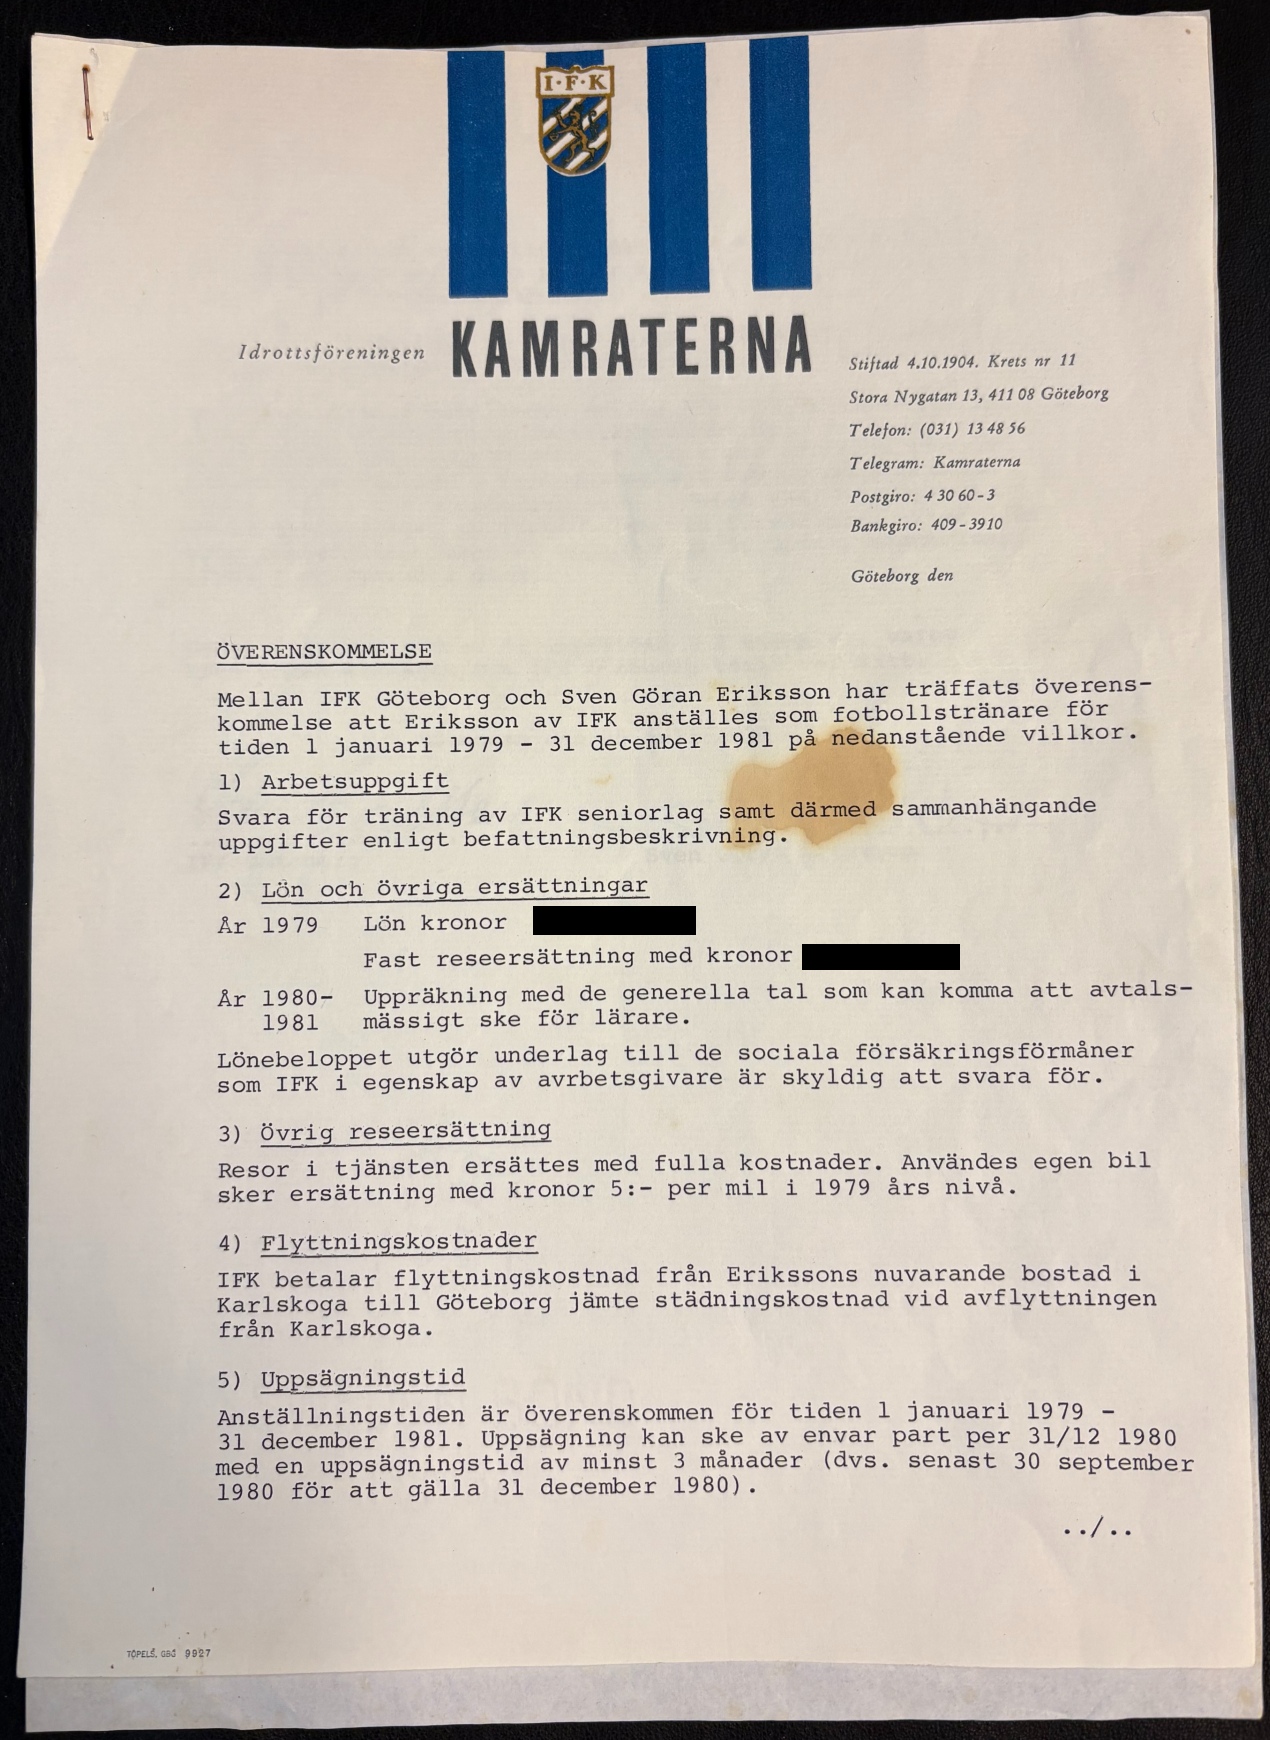 I·F·K
Idrottsföreningen KAMRATERNA
Stiftad 4.10.1904. Krets nr 11
Stora Nygatan 13, 411 08 Göteborg
Telefon: (031) 13 48 56
Telegram: Kamraterna
Postgiro: 4 30 60-3
Bankgiro: 409-3910
Göteborg den
ÖVERENSKOMMELSE
Mellan IFK Göteborg och Sven Göran Eriksson har träffats överens-
kommelse att Eriksson av IFK anställes som fotbollstränare för
tiden 1 januari 1979 - 31 december 1981 på nedanstående villkor.
1) Arbetsuppgift
Svara för träning av IFK seniorlag samt därmed sammanhängande
uppgifter enligt befattningsbeskrivning.
2) Lön och övriga ersättningar
År 1979 Lön kronor
Fast reseersättning med kronor
År 1980- Uppräkning med de generella tal som kan komma att avtals-
1981 mässigt ske för lärare.
Lönebeloppet utgör underlag till de sociala försäkringsförmåner
som IFK i egenskap av avrbetsgivare är skyldig att svara för.
3) Övrig reseersättning
Resor i tjänsten ersättes med fulla kostnader. Användes egen bil
sker ersättning med kronor 5:- per mil i 1979 års nivå.
4) Flyttningskostnader
IFK betalar flyttningskostnad från Erikssons nuvarande bostad i
Karlskoga till Göteborg jämte städningskostnad vid avflyttningen
från Karlskoga.
5) Uppsägningstid
Anställningstiden är överenskommen för tiden 1 januari 1979 -
31 december 1981. Uppsägning kan ske av envar part per 31/12 1980
med en uppsägningstid av minst 3 månader (dvs. senast 30 september
1980 för att gälla 31 december 1980).
../..
TÖPELS, GBG 9927